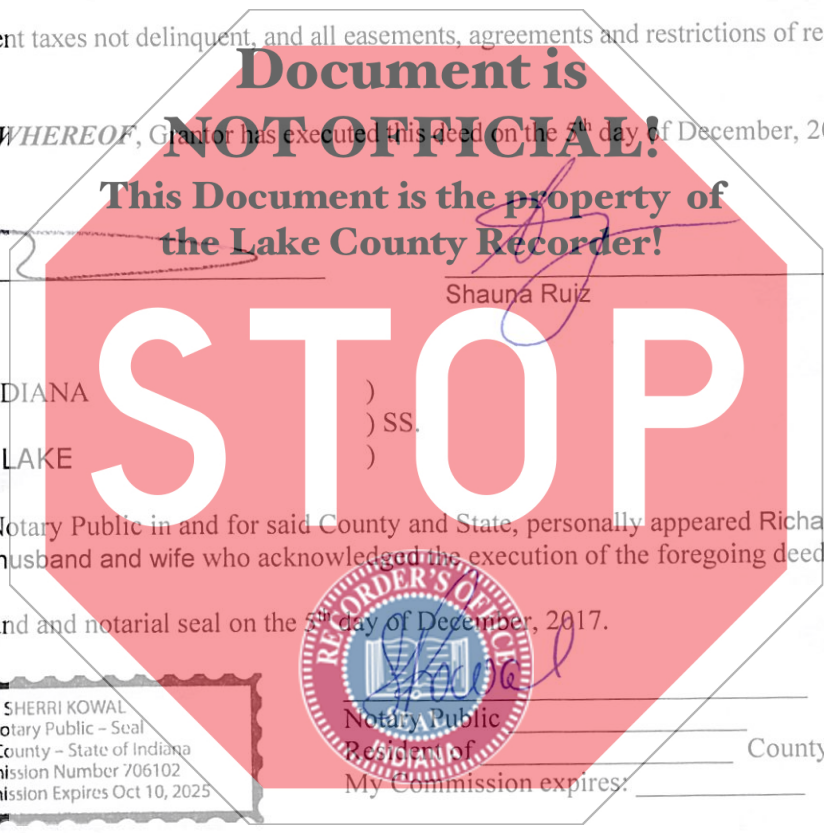 ent taxes not delinquent, and all easements, agreements and restrictions of re
Document is
WHEREOF, Grantor has executed this deed on the 5th day of December, 20
NOT OFFICIAL!
This Document is the property of
the Lake County Recorder!
Shauna Ruiz
STOP
DIANA )
) SS.
LAKE )
Notary Public in and for said County and State, personally appeared Richa
husband and wife who acknowledged the execution of the foregoing deed
nd and notarial seal on the 5th day of December, 2017.
RECORDER'S OFFICE
SEAL
SHERRI KOWAL
otary Public – Seal
County – State of Indiana
mission Number 706102
mission Expires Oct 10, 2025
Notary Public
Resident of County
My Commission expires: